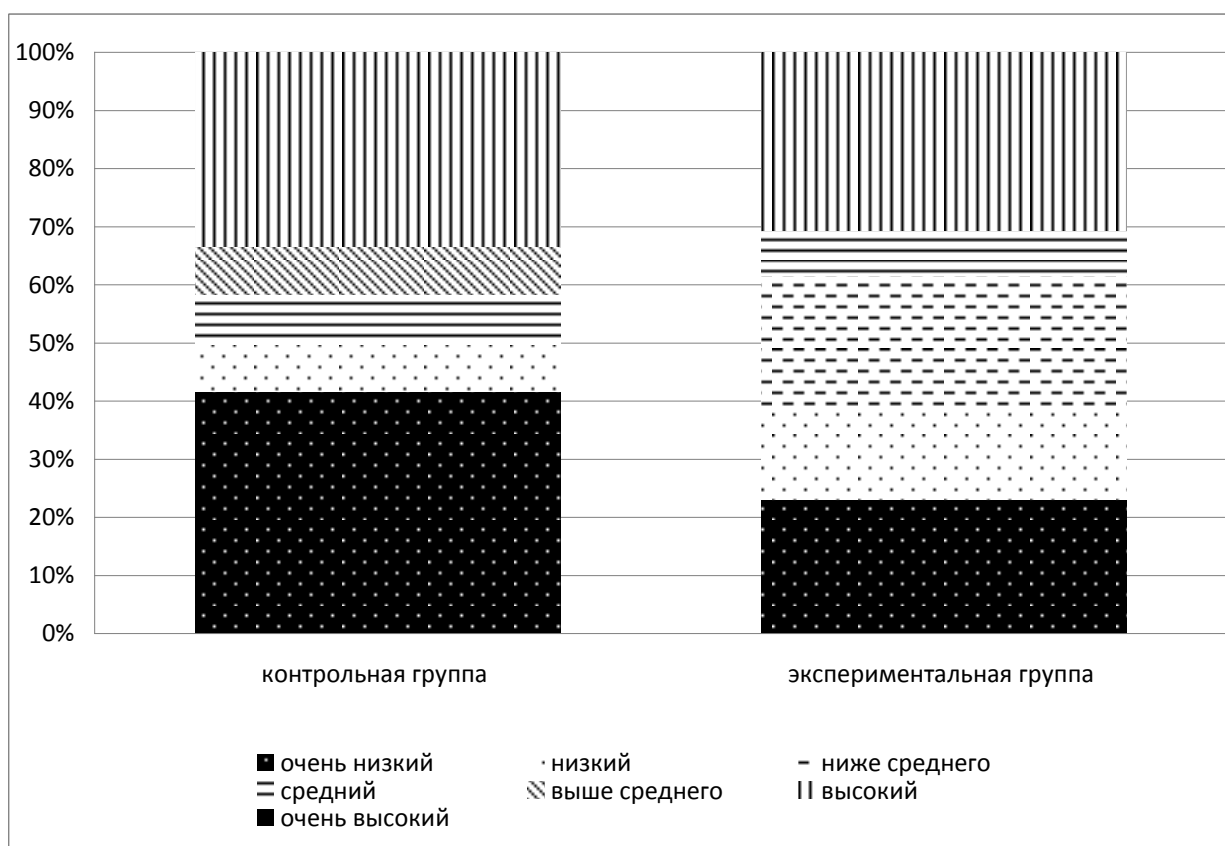 100%
90%
80%
70%
60%
50%
40%
30%
20%
10%
0%
контрольная группа экспериментальная группа
очень низкий низкий ниже среднего
средний выше среднего высокий
очень высокий